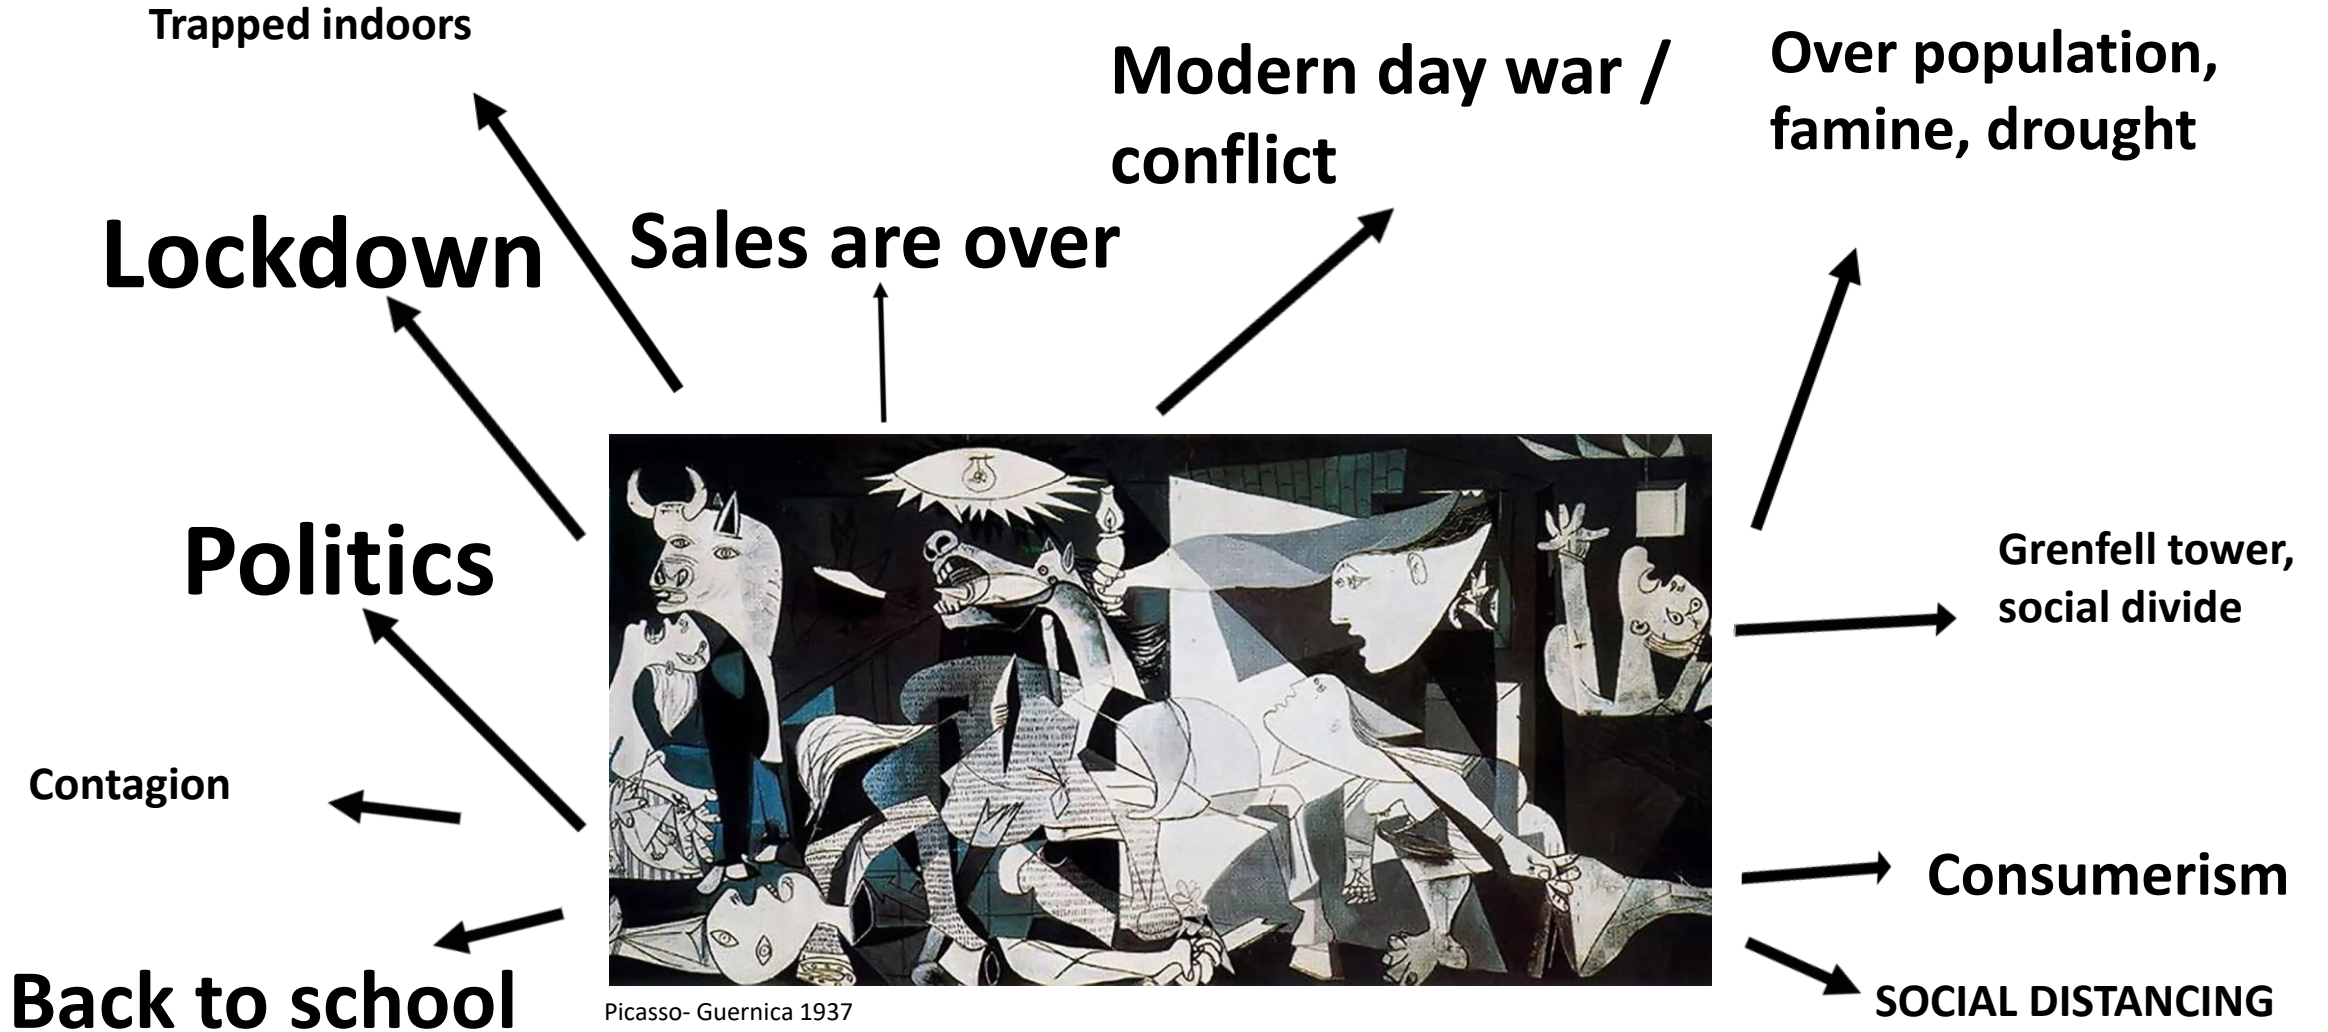 Trapped indoors
Modern day war /
conflict
Over population,
famine, drought
Lockdown
Sales are over
Politics
Grenfell tower,
social divide
Contagion
Consumerism
Back to school
SOCIAL DISTANCING
Picasso- Guernica 1937